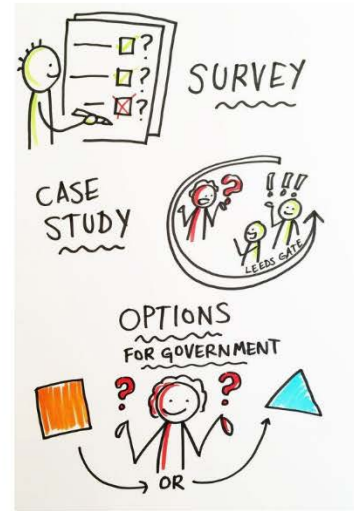 ?
?
?
SURVEY
CASE
STUDY
?
!!!
LEEDS GATE
OPTIONS
FOR GOVERNMENT
? ?
OR